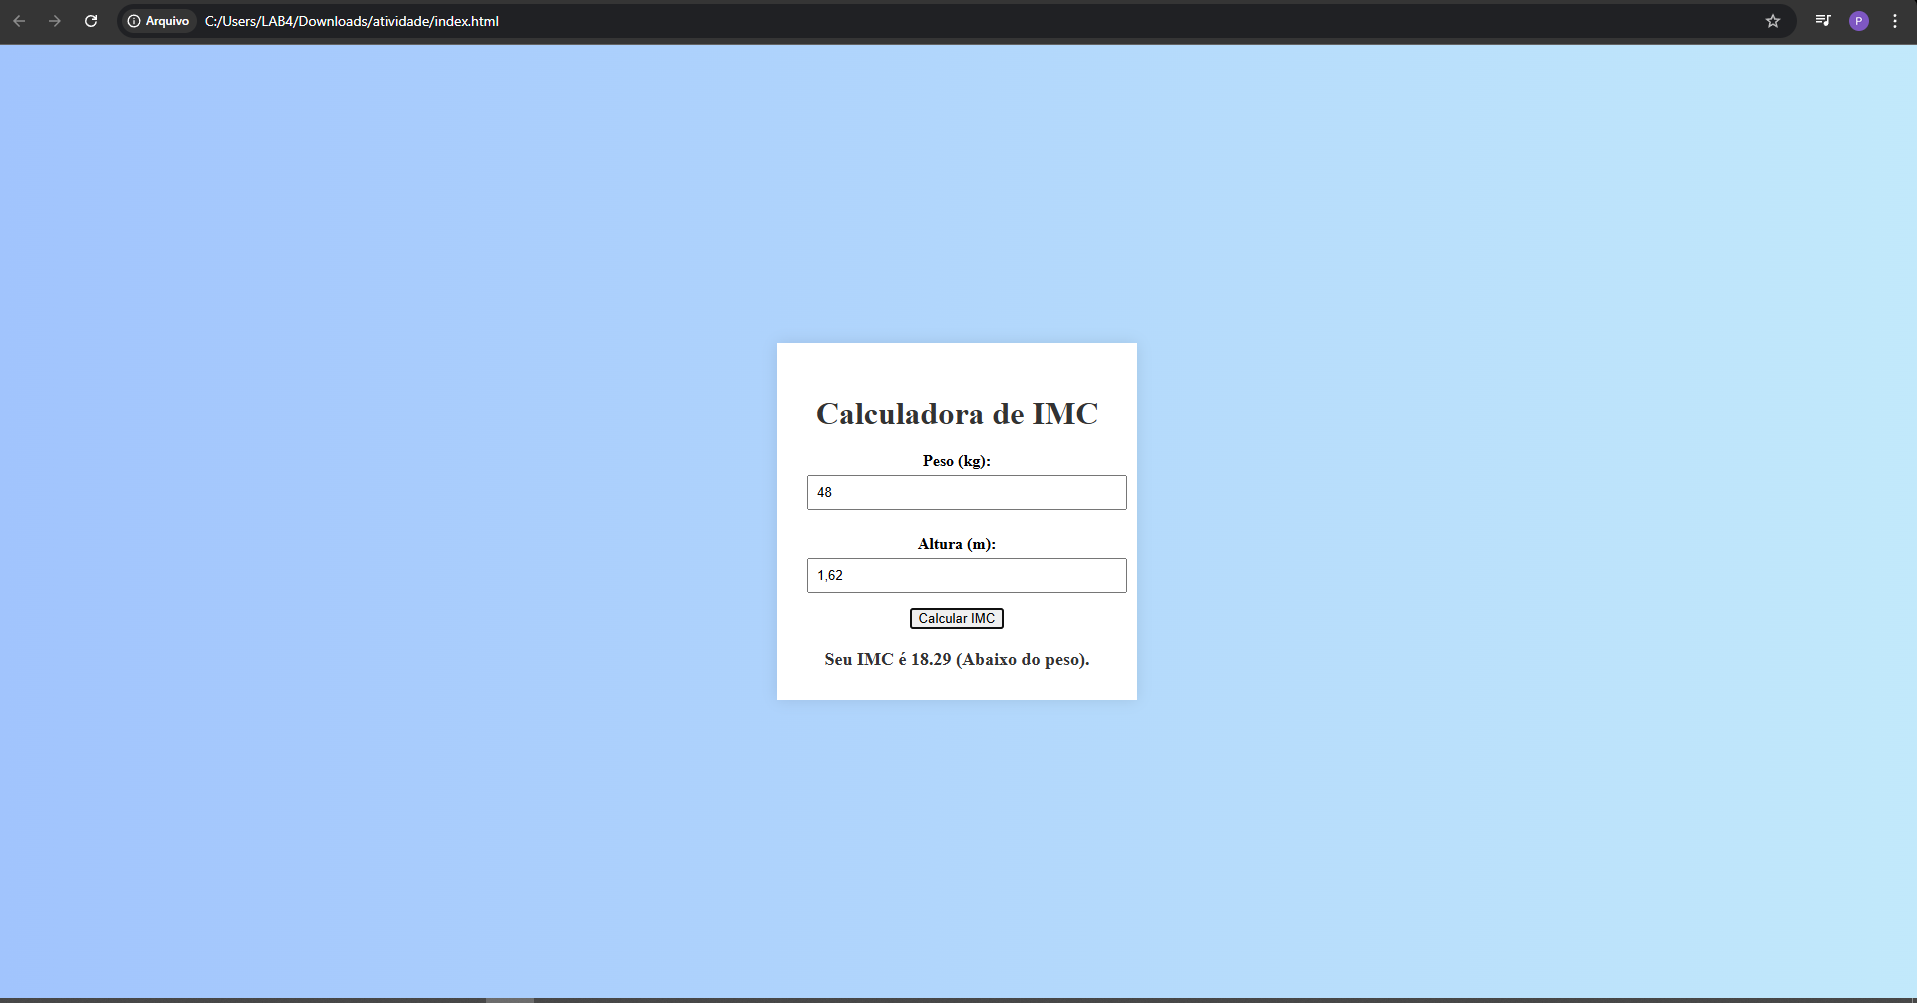 Arquivo C:/Users/LAB4/Downloads/atividade/index.html
P
Calculadora de IMC
Peso (kg):
48
Altura (m):
1,62
Calcular IMC
Seu IMC é 18.29 (Abaixo do peso).